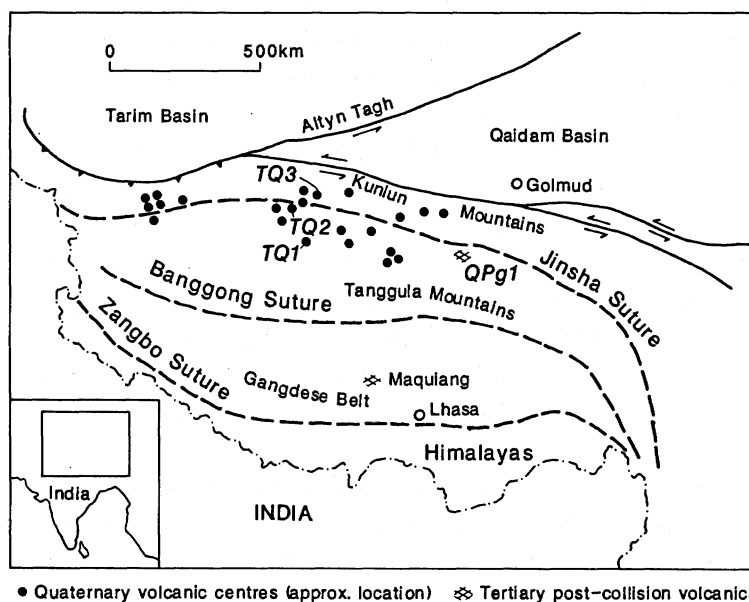 0 500km
Tarim Basin
Altyn Tagh
Qaidam Basin
TQ3
Kunlun
Golmud
TQ2
Mountains
TQ1
QPg1
Jinsha Suture
Banggong Suture
Tanggula Mountains
Zangbo Suture
Gangdese Belt
Maquiang
Lhasa
Himalayas
India
INDIA
Quaternary volcanic centres (approx. location) Tertiary post-collision volcanic